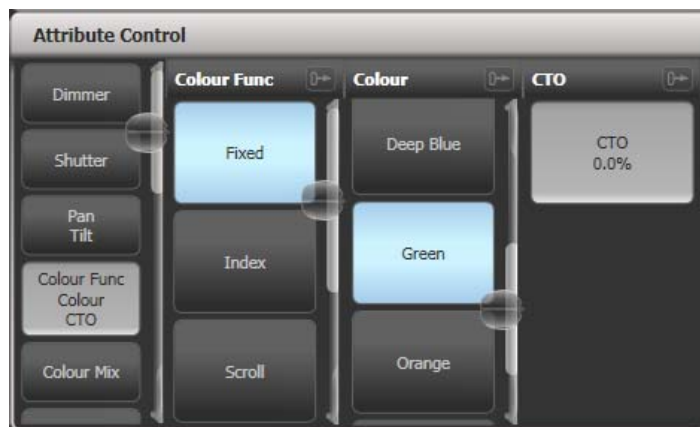 Attribute Control
Dimmer
Shutter
Pan
Tilt
Colour Func
Colour
CTO
Colour Mix
Colour Func
Fixed
Index
Scroll
Colour
Deep Blue
Green
Orange
CTO
CTO
0.0%